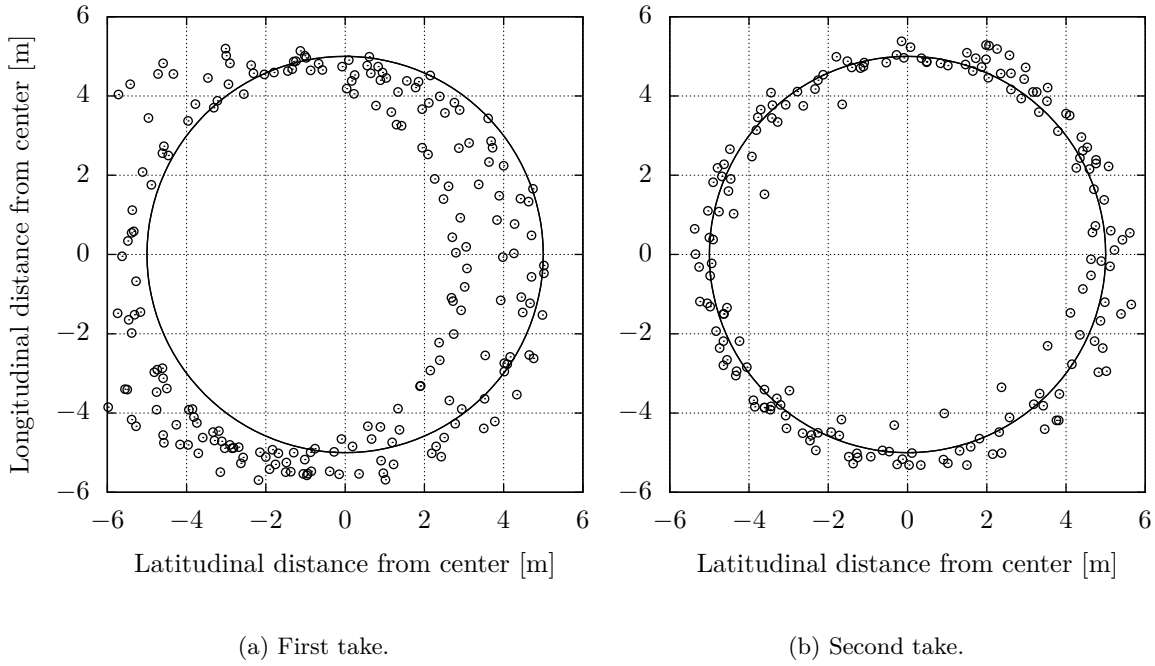 6
4
2
0
−2
−4
−6
−6 −4 −2 0 2 4 6
Longitudinal distance from center [m]
Latitudinal distance from center [m]
(a) First take.
6
4
2
0
−2
−4
−6
−6 −4 −2 0 2 4 6
Latitudinal distance from center [m]
(b) Second take.